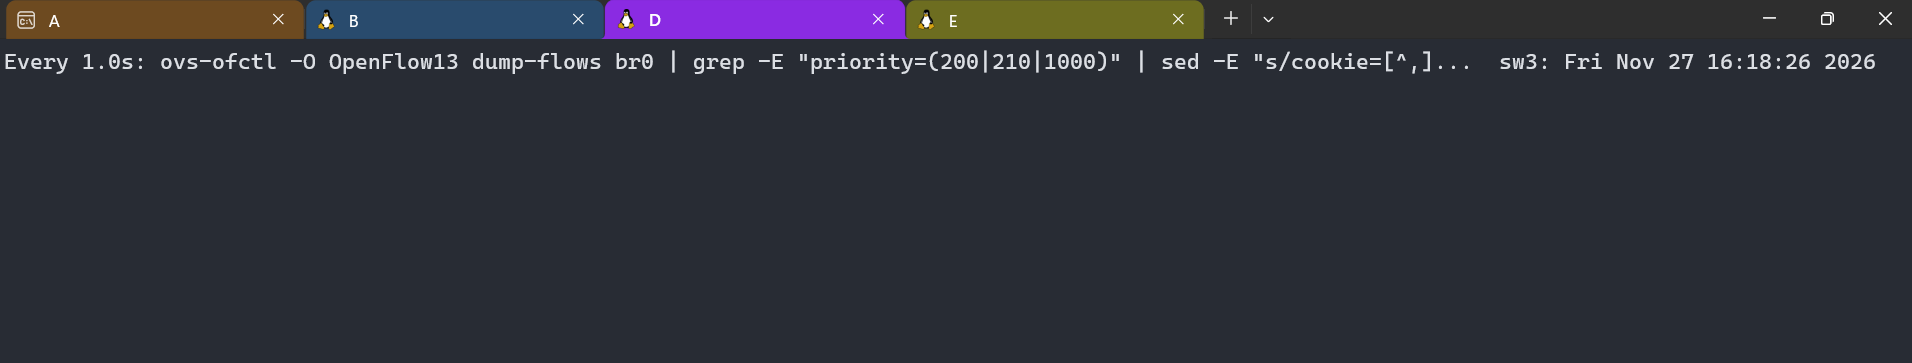 A B D E
Every 1.0s: ovs-ofctl -O OpenFlow13 dump-flows br0 | grep -E "priority=(200|210|1000)" | sed -E "s/cookie=[^,]...  sw3: Fri Nov 27 16:18:26 2026